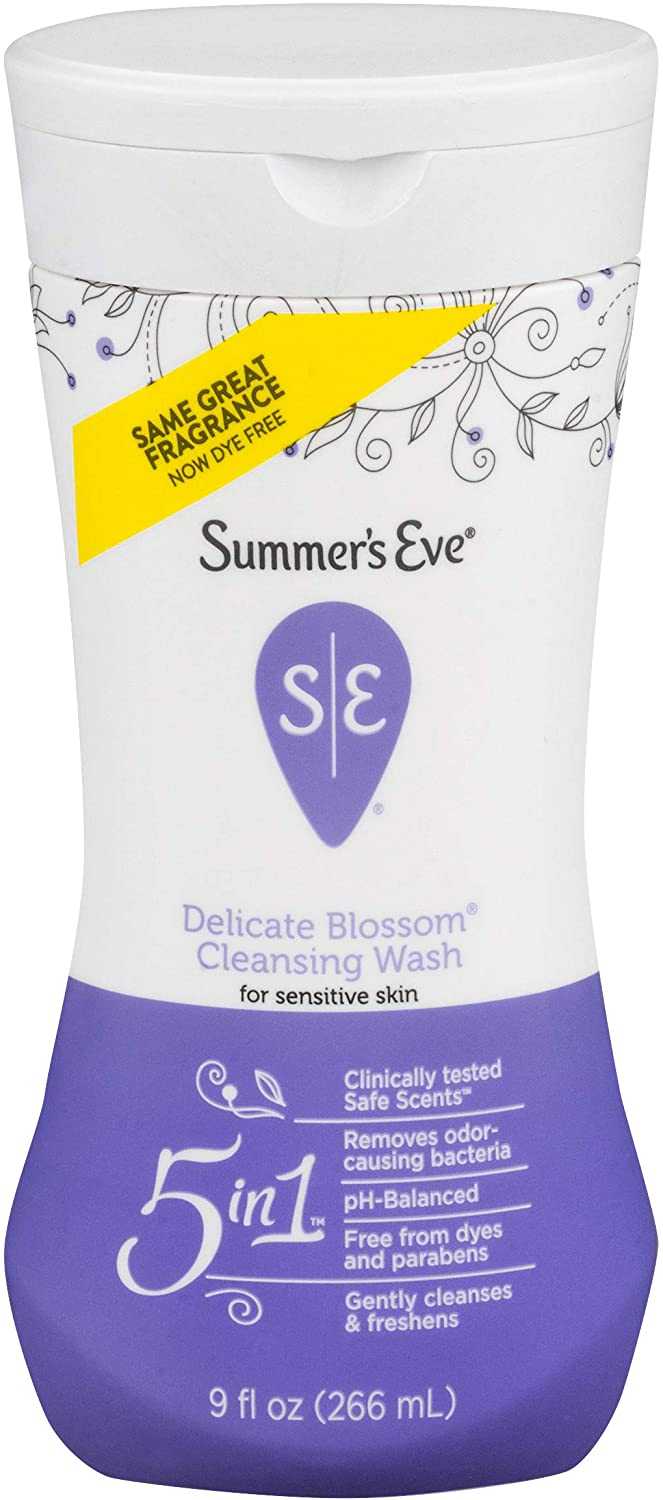 SAME GREAT
FRAGRANCE
NOW DYE FREE
Summer's Eve®
S|E®
Delicate Blossom®
Cleansing Wash
for sensitive skin
5in1™
Clinically tested
Safe Scents™
Removes odor-
causing bacteria
pH-Balanced
Free from dyes
and parabens
Gently cleanses
& freshens
9 fl oz (266 mL)